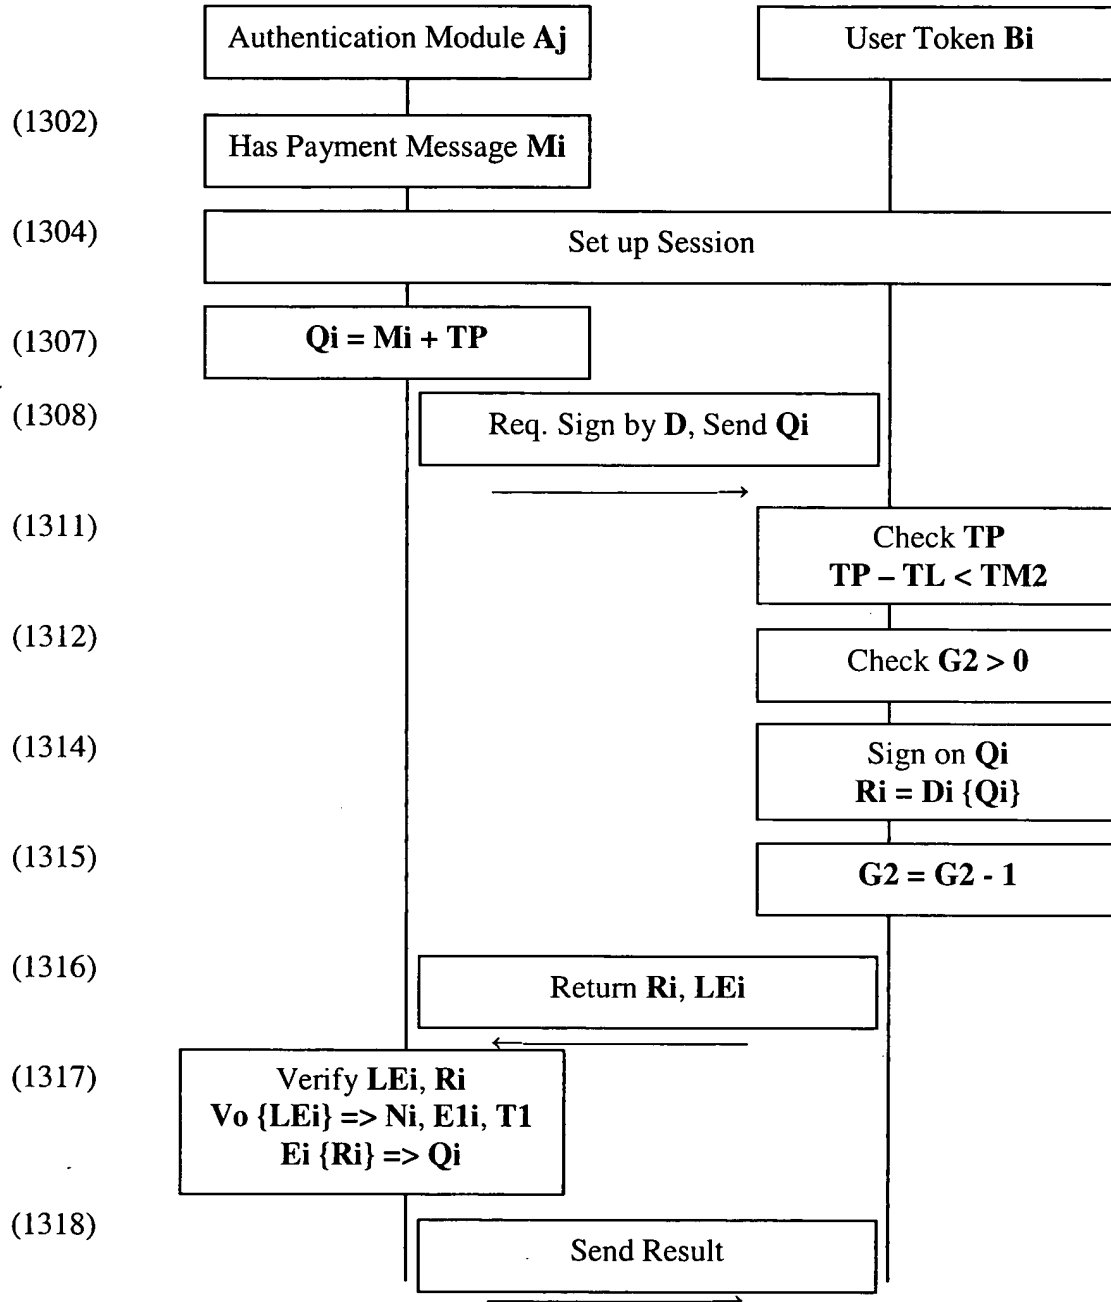 Authentication Module Aj
User Token Bi
(1302)
Has Payment Message Mi
(1304)
Set up Session
(1307)
Qi = Mi + TP
(1308)
Req. Sign by D, Send Qi
(1311)
Check TP
TP – TL < TM2
(1312)
Check G2 > 0
(1314)
Sign on Qi
Ri = Di {Qi}
(1315)
G2 = G2 - 1
(1316)
Return Ri, LEi
(1317)
Verify LEi, Ri
Vo {LEi} => Ni, E1i, T1
Ei {Ri} => Qi
(1318)
Send Result